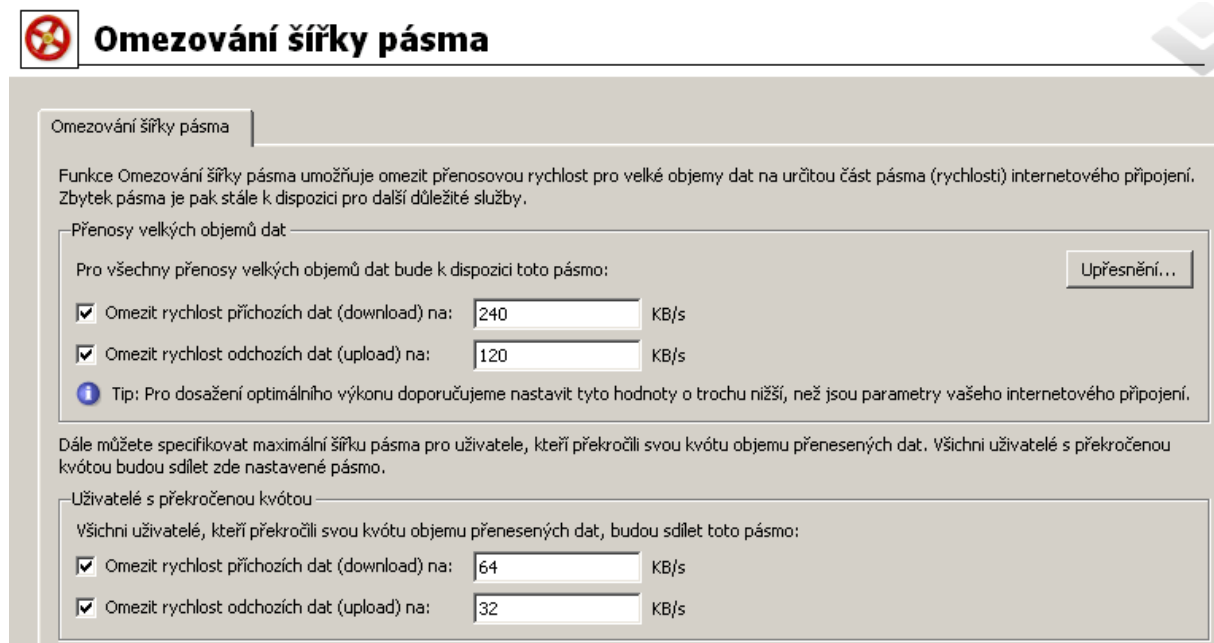 Omezování šířky pásma
Omezování šířky pásma
Funkce Omezování šířky pásma umožňuje omezit přenosovou rychlost pro velké objemy dat na určitou část pásma (rychlosti) internetového připojení.
Zbytek pásma je pak stále k dispozici pro další důležité služby.
Přenosy velkých objemů dat
Pro všechny přenosy velkých objemů dat bude k dispozici toto pásmo:
Upřesnění...
Omezit rychlost příchozích dat (download) na: 240 KB/s
Omezit rychlost odchozích dat (upload) na: 120 KB/s
Tip: Pro dosažení optimálního výkonu doporučujeme nastavit tyto hodnoty o trochu nižší, než jsou parametry vašeho internetového připojení.
Dále můžete specifikovat maximální šířku pásma pro uživatele, kteří překročili svou kvótu objemu přenesených dat. Všichni uživatelé s překročenou
kvótou budou sdílet zde nastavené pásmo.
Uživatelé s překročenou kvótou
Všichni uživatelé, kteří překročili svou kvótu objemu přenesených dat, budou sdílet toto pásmo:
Omezit rychlost příchozích dat (download) na: 64 KB/s
Omezit rychlost odchozích dat (upload) na: 32 KB/s